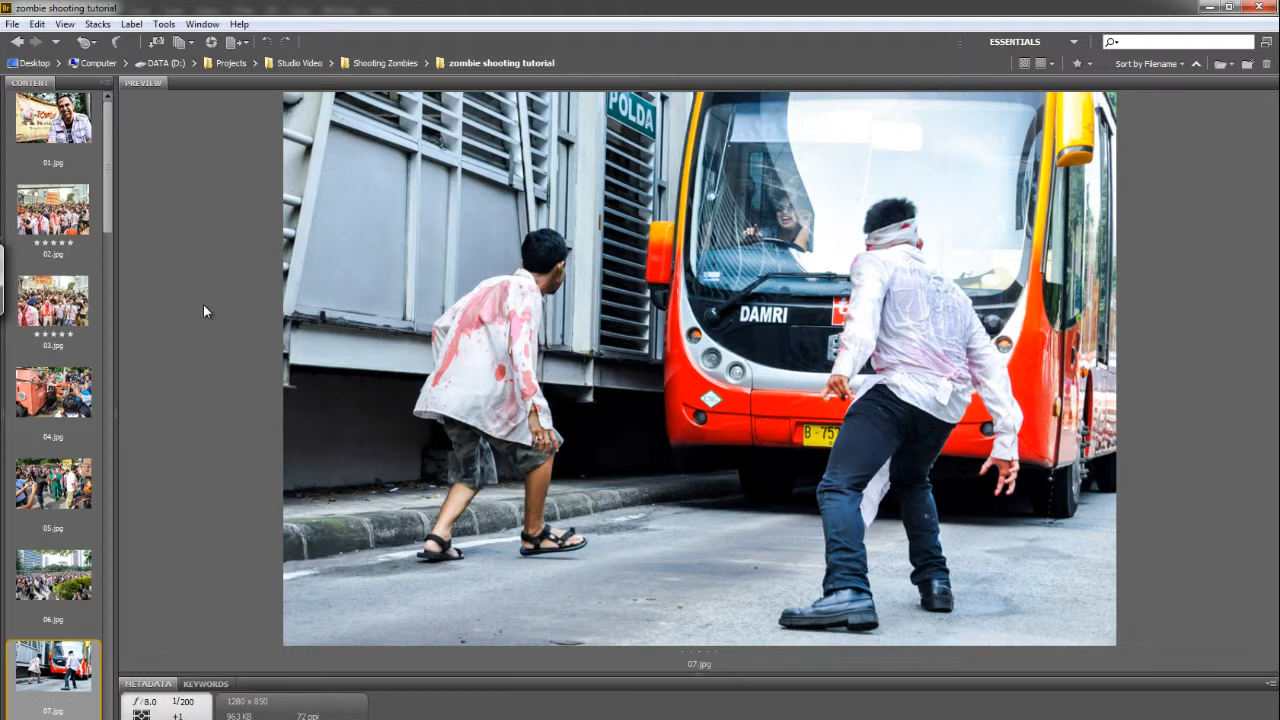 Br zombie shooting tutorial
File Edit View Stacks Label Tools Window Help
ESSENTIALS
Desktop Computer DATA (D:) Projects Studio Video Shooting Zombies zombie shooting tutorial
Sort by Filename
CONTENT
PREVIEW
01.jpg
02.jpg
03.jpg
04.jpg
05.jpg
06.jpg
07.jpg
POLDA
DAMRI
CNG
07.jpg
METADATA KEYWORDS
f/8.0 1/200
+1
1280 x 850
963 KB 72 ppi